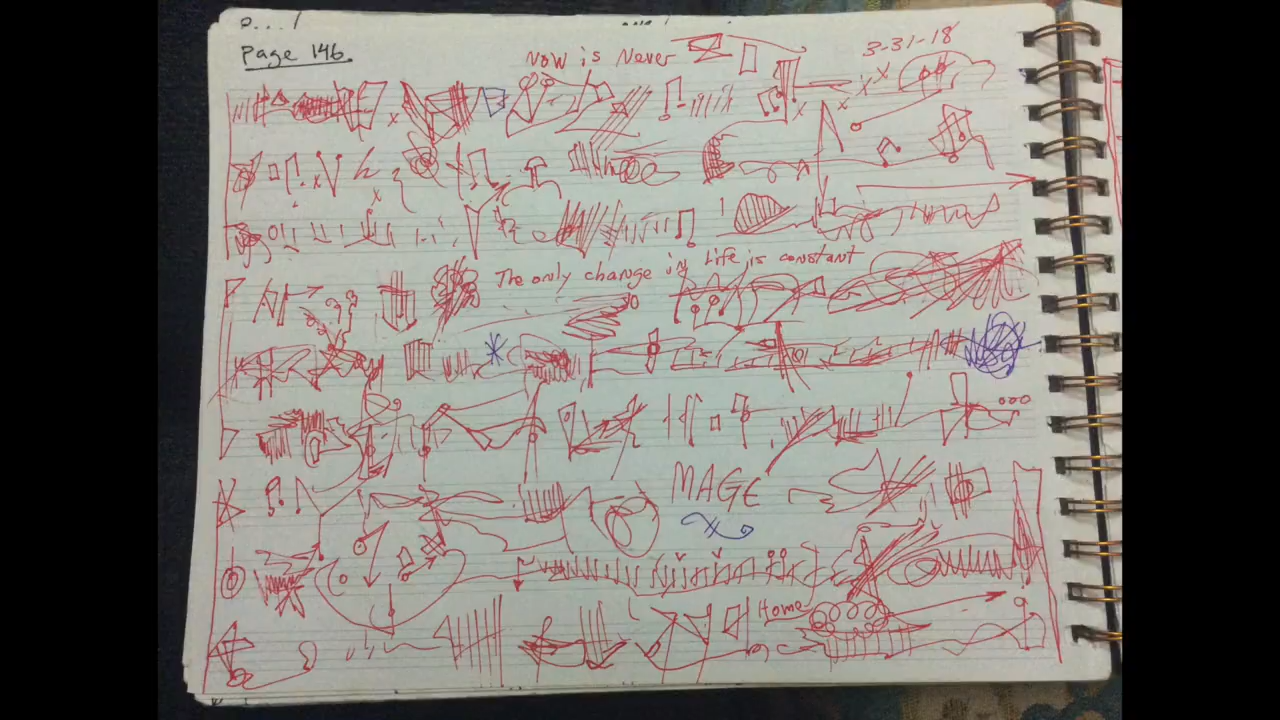 Page 146
Now is Never
3-31-18
The only change in Life is constant
MAGE
Home